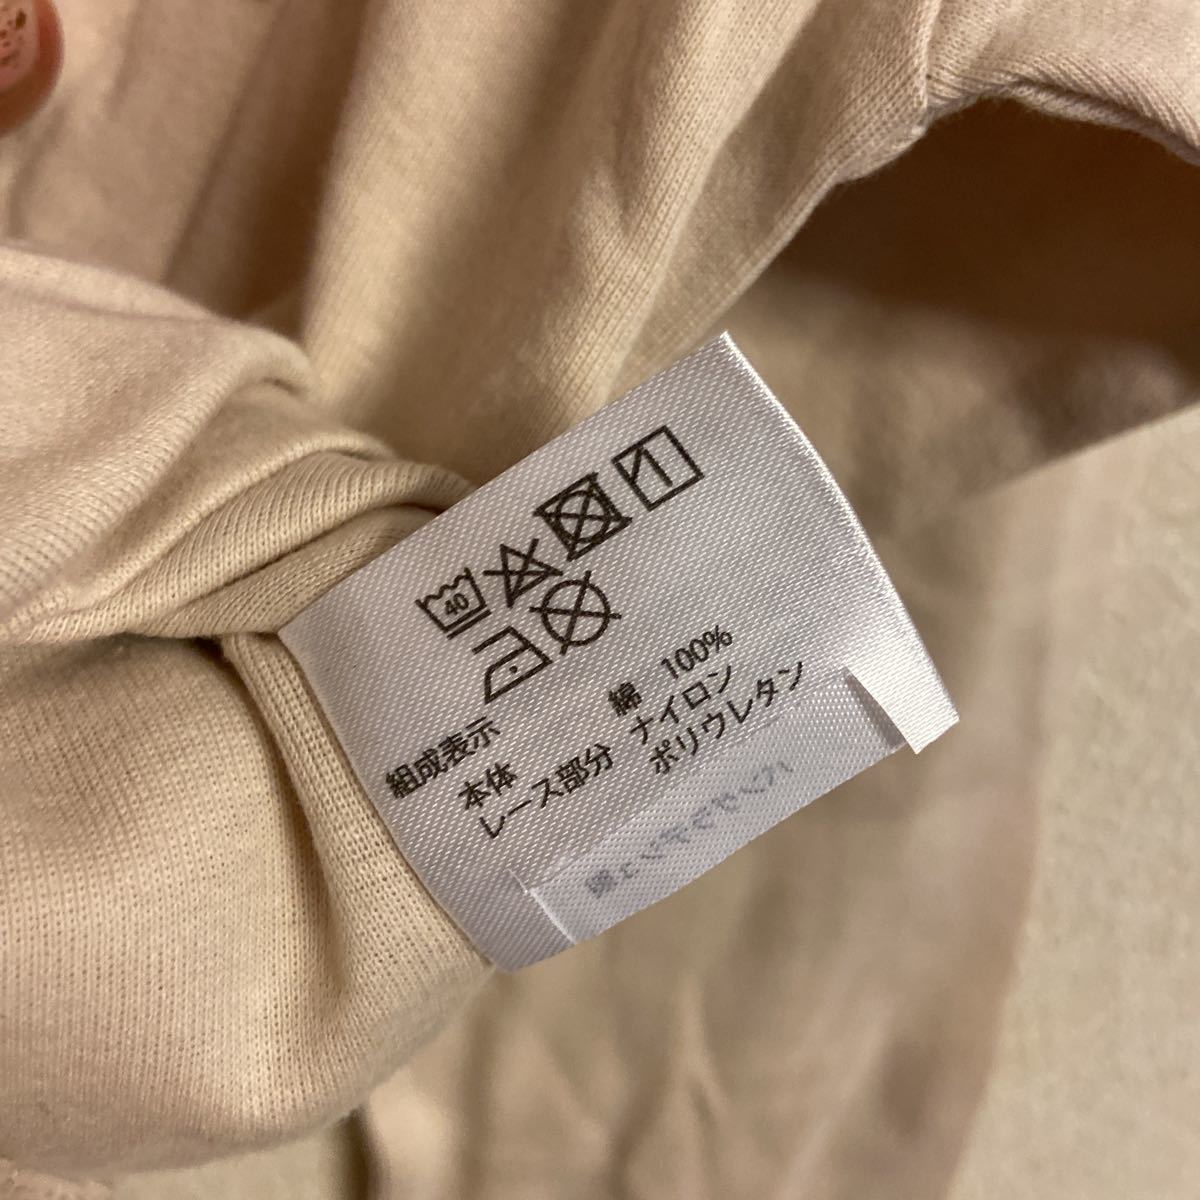 40
組成表示
本体 綿 100%
レース部分 ナイロン
ポリウレタン